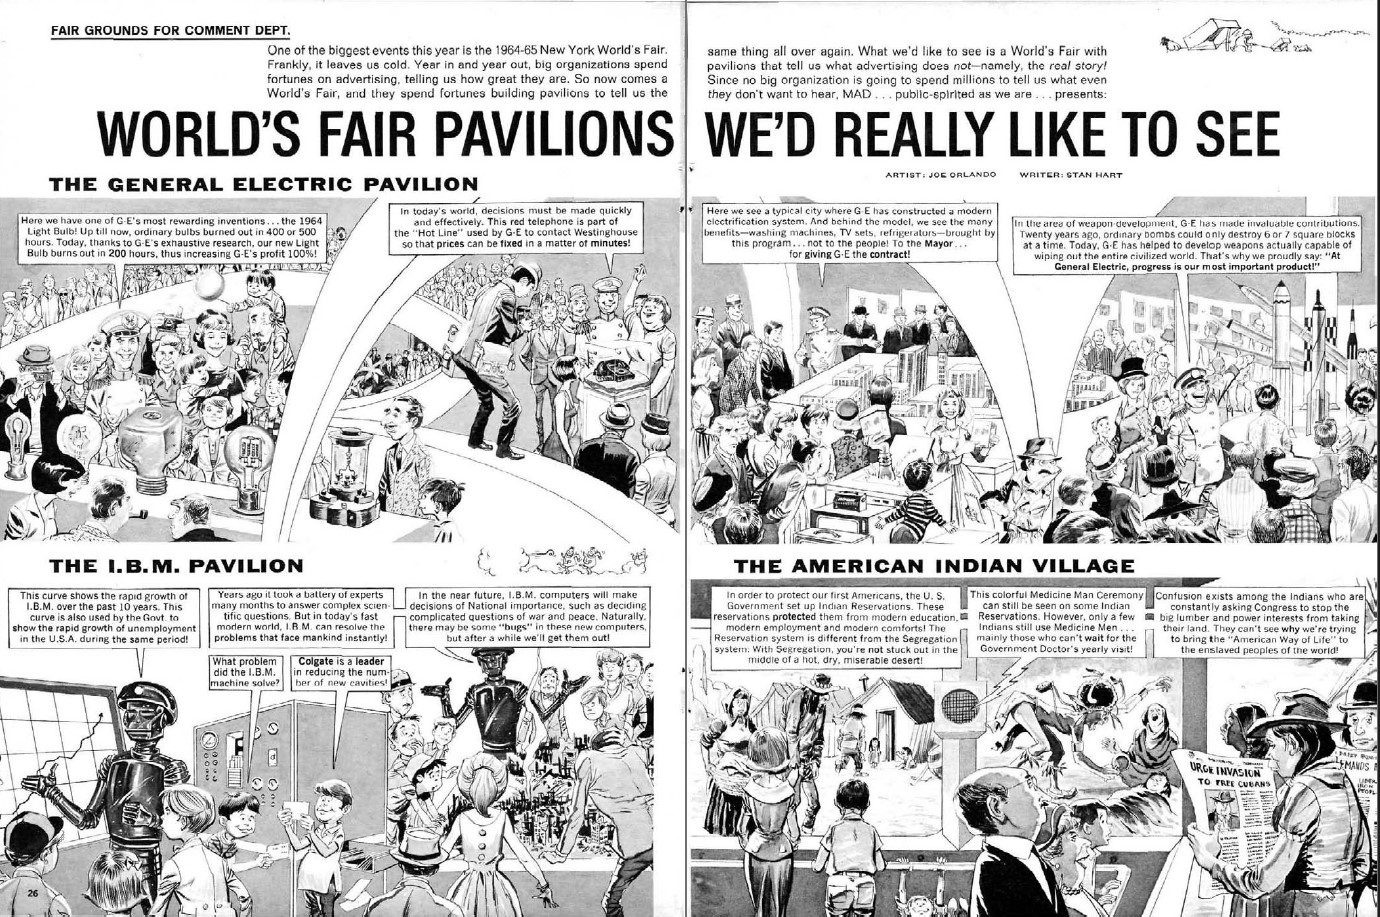 FAIR GROUNDS FOR COMMENT DEPT.
One of the biggest events this year is the 1964-65 New York World's Fair.
Frankly, it leaves us cold. Year in and year out, big organizations spend
fortunes on advertising, telling us how great they are. So now comes a
World's Fair, and they spend fortunes building pavilions to tell us the
same thing all over again. What we'd like to see is a World's Fair with
pavilions that tell us what advertising does not—namely, the real story!
Since no big organization is going to spend millions to tell us what even
they don't want to hear, MAD . . . public-spirited as we are . . . presents:
WORLD'S FAIR PAVILIONS WE'D REALLY LIKE TO SEE
ARTIST: JOE ORLANDO WRITER: STAN HART
THE GENERAL ELECTRIC PAVILION
Here we have one of G-E's most rewarding inventions . . . the 1964
Light Bulb! Up till now, ordinary bulbs burned out in 400 or 500
hours. Today, thanks to G-E's exhaustive research, our new Light
Bulb burns out in 200 hours, thus increasing G-E's profit 100%!
In today's world, decisions must be made quickly
and effectively. This red telephone is part of
the "Hot Line" used by G-E to contact Westinghouse
so that prices can be fixed in a matter of minutes!
Here we see a typical city where G-E has constructed a modern
electrification system. And behind the model, we see the many
benefits—washing machines, TV sets, refrigerators—brought by
this program . . . not to the people! To the Mayor . . .
for giving G-E the contract!
In the area of weapon-development, G-E has made invaluable contributions.
Twenty years ago, ordinary bombs could only destroy 6 or 7 square blocks
at a time. Today, G-E has helped to develop weapons actually capable of
wiping out the entire civilized world. That's why we proudly say: "At
General Electric, progress is our most important product!"
THE I.B.M. PAVILION
This curve shows the rapid growth of
I.B.M. over the past 10 years. This
curve is also used by the Govt. to
show the rapid growth of unemployment
in the U.S.A. during the same period!
Years ago it took a battery of experts
many months to answer complex scien-
tific questions. But in today's fast
modern world, I.B.M. can resolve the
problems that face mankind instantly!
What problem
did the I.B.M.
machine solve?
Colgate is a leader
in reducing the num-
ber of new cavities!
In the near future, I.B.M. computers will make
decisions of National importance, such as deciding
complicated questions of war and peace. Naturally,
there may be some "bugs" in these new computers,
but after a while we'll get them out!
26
THE AMERICAN INDIAN VILLAGE
In order to protect our first Americans, the U. S.
Government set up Indian Reservations. These
reservations protected them from modern education,
modern employment and modern comforts! The
Reservation system is different from the Segregation
system: With Segregation, you're not stuck out in the
middle of a hot, dry, miserable desert!
This colorful Medicine Man Ceremony
can still be seen on some Indian
Reservations. However, only a few
Indians still use Medicine Men . . .
mainly those who can't wait for the
Government Doctor's yearly visit!
Confusion exists among the Indians who are
constantly asking Congress to stop the
big lumber and power interests from taking
their land. They can't see why we're trying
to bring the "American Way of Life" to
the enslaved peoples of the world!
URGE INVASION
TO FREE CUBANS